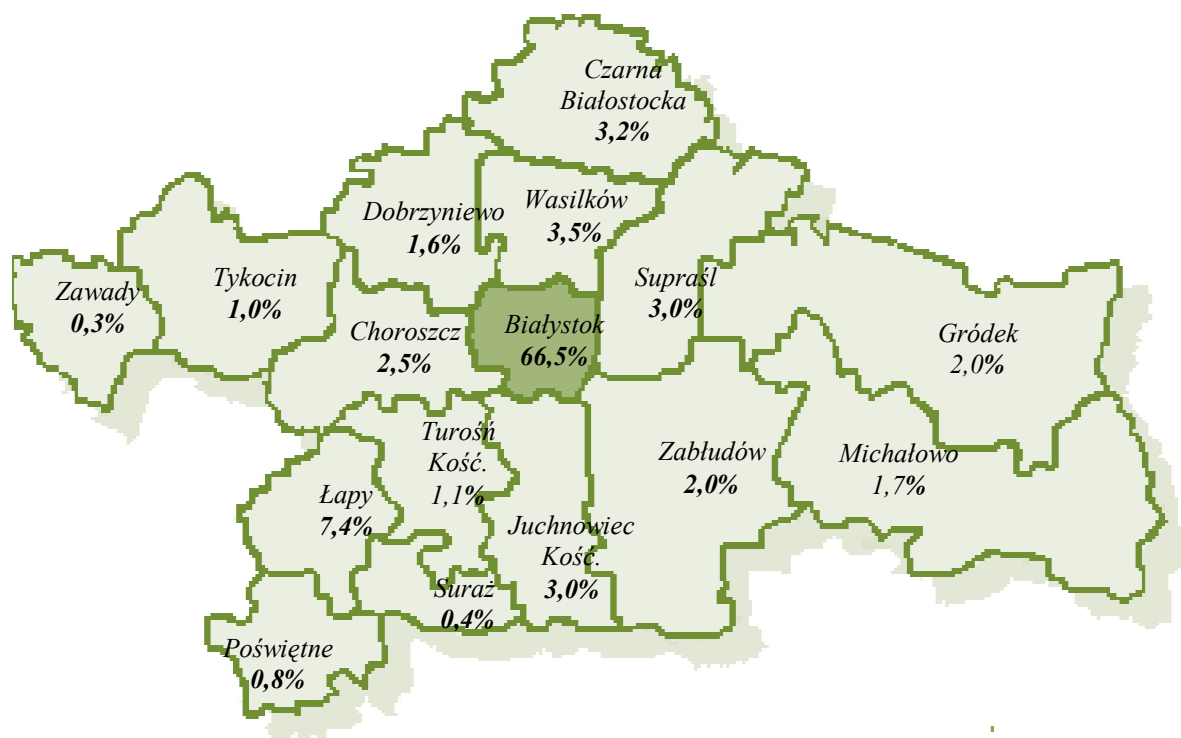 Czarna
Białostocka
3,2%
Wasilków
3,5%
Dobrzyniewo
1,6%
Supraśl
3,0%
Tykocin
1,0%
Zawady
0,3%
Białystok
66,5%
Choroszcz
2,5%
Gródek
2,0%
Turośń
Kość.
1,1%
Zabłudów
2,0%
Michałowo
1,7%
Łapy
7,4%
Juchnowiec
Kość.
3,0%
Suraż
0,4%
Poświętne
0,8%